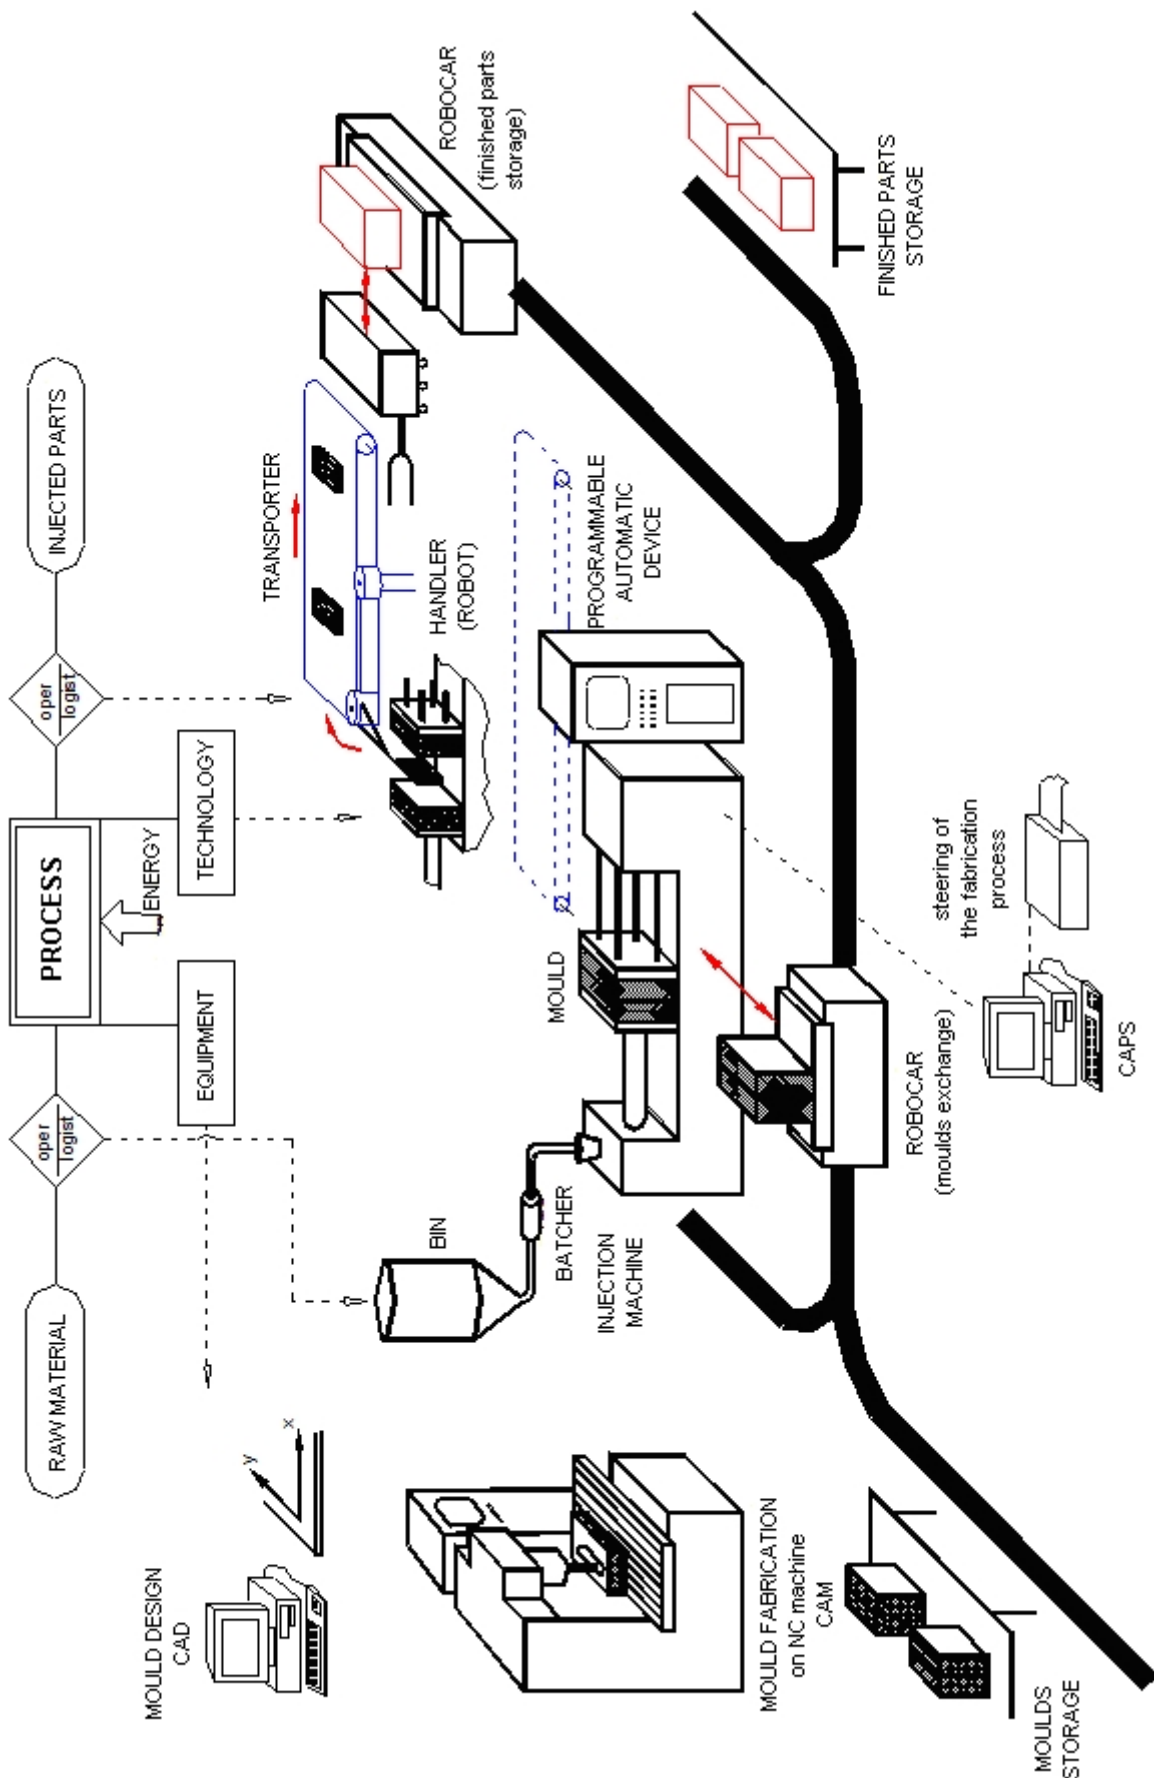 RAW MATERIAL
oper
logist
PROCESS
oper
logist
INJECTED PARTS
ENERGY
EQUIPMENT
TECHNOLOGY
MOULD DESIGN
CAD
y
x
TRANSPORTER
ROBOCAR
(finished parts
storage)
BIN
HANDLER
(ROBOT)
BATCHER
MOULD
PROGRAMMABLE
AUTOMATIC
DEVICE
INJECTION
MACHINE
MOULD FABRICATION
on NC machine
CAM
FINISHED PARTS
STORAGE
ROBOCAR
(moulds exchange)
steering of
the fabrication
process
MOULDS
STORAGE
CAPS